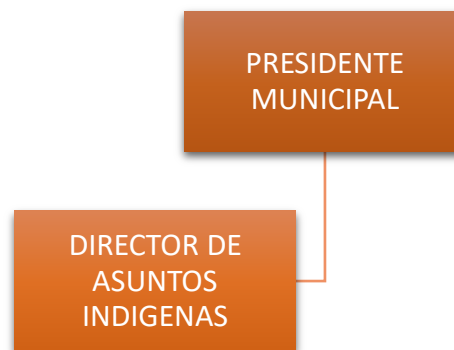 PRESIDENTE
MUNICIPAL
DIRECTOR DE
ASUNTOS
INDIGENAS